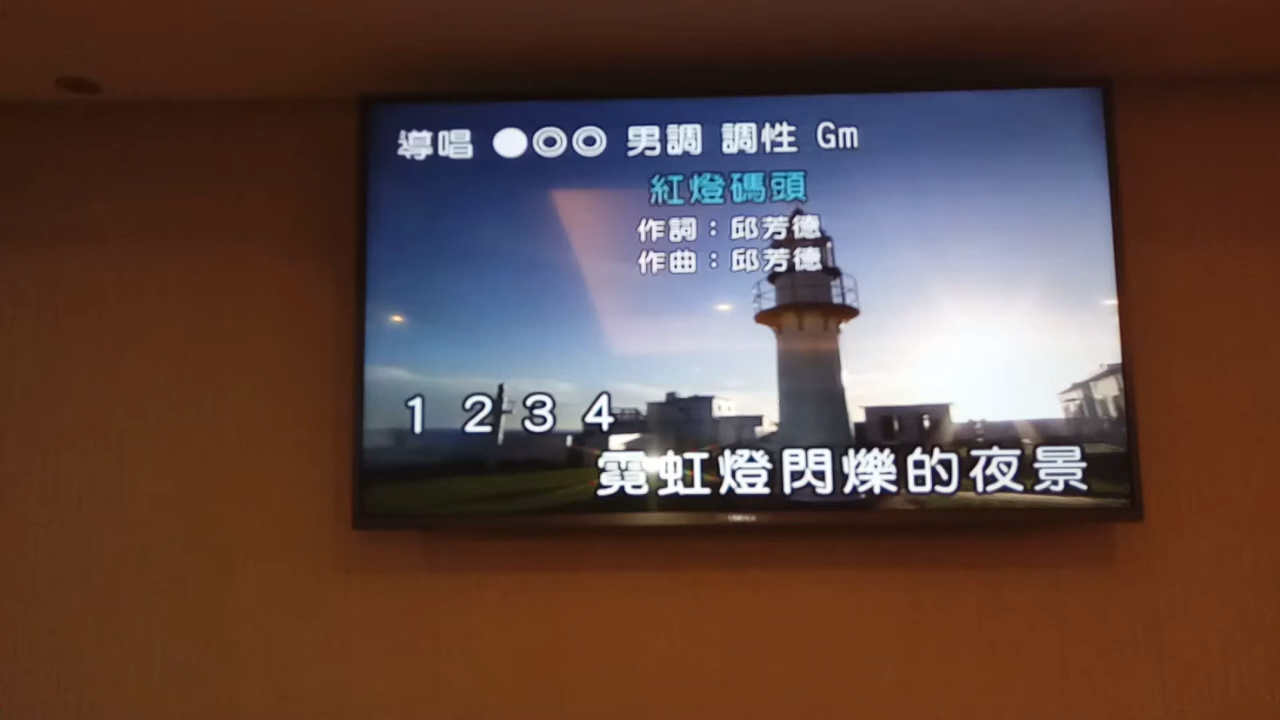 導唱 ●◎◎ 男調 調性 Gm
紅燈碼頭
作詞：邱芳德
作曲：邱芳德
1 2 3 4
霓虹燈閃爍的夜景